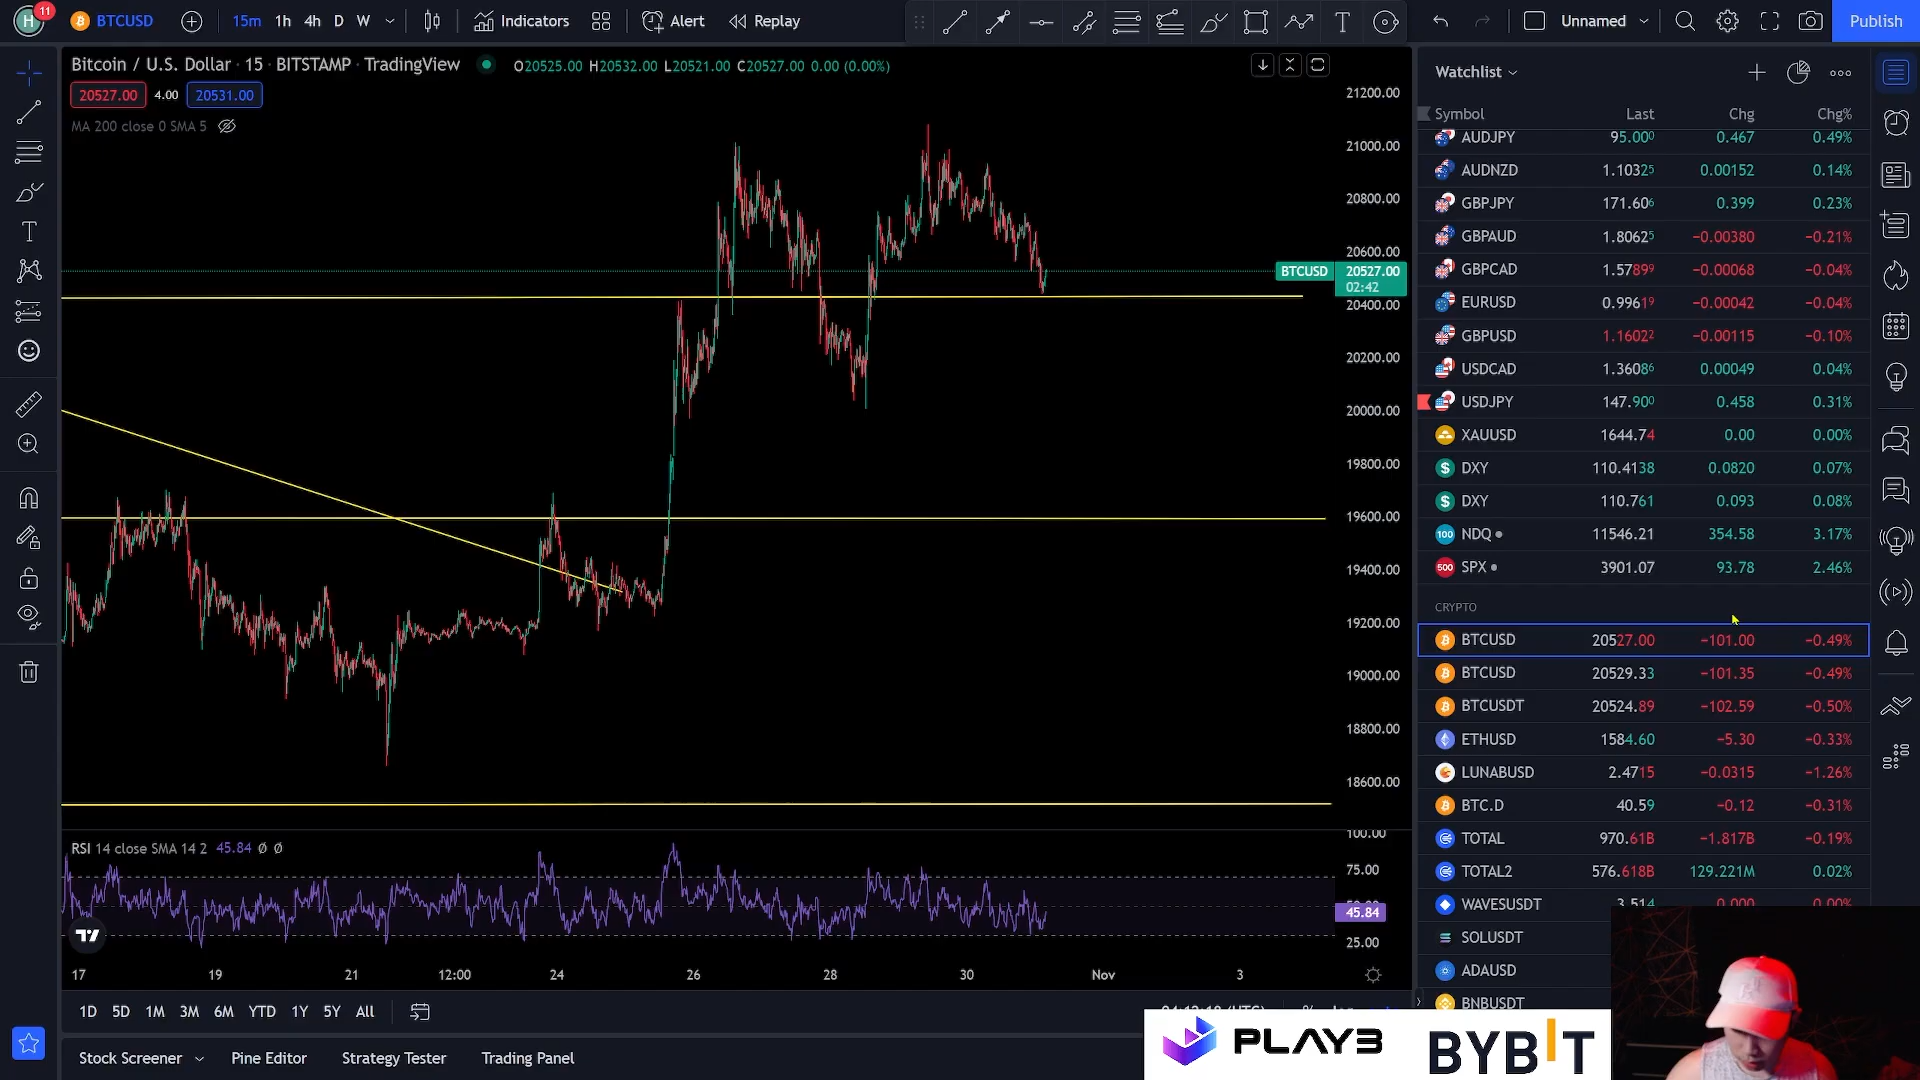 H 11 BTCUSD 15m 1h 4h D W Indicators Alert Replay Unnamed Publish
Bitcoin / U.S. Dollar · 15 · BITSTAMP · TradingView O20525.00 H20532.00 L20521.00 C20527.00 0.00 (0.00%)
20527.00 4.00 20531.00
MA 200 close 0 SMA 5
21200.00
21000.00
20800.00
20600.00
BTCUSD 20527.00
02:42
20400.00
20200.00
20000.00
19800.00
19600.00
19400.00
19200.00
19000.00
18800.00
18600.00
RSI 14 close SMA 14 2 45.84 Ø Ø
100.00
75.00
45.84
25.00
17 19 21 12:00 24 26 28 30 Nov 3
1D 5D 1M 3M 6M YTD 1Y 5Y All
Stock Screener Pine Editor Strategy Tester Trading Panel
Watchlist
Symbol Last Chg Chg%
AUDJPY 95.000 0.467 0.49%
AUDNZD 1.10325 0.00152 0.14%
GBPJPY 171.606 0.399 0.23%
GBPAUD 1.80625 −0.00380 −0.21%
GBPCAD 1.57899 −0.00068 −0.04%
EURUSD 0.99619 −0.00042 −0.04%
GBPUSD 1.16022 −0.00115 −0.10%
USDCAD 1.36086 0.00049 0.04%
USDJPY 147.900 0.458 0.31%
XAUUSD 1644.74 0.00 0.00%
DXY 110.4138 0.0820 0.07%
DXY 110.761 0.093 0.08%
100 NDQ 11546.21 354.58 3.17%
500 SPX 3901.07 93.78 2.46%
CRYPTO
BTCUSD 20527.00 −101.00 −0.49%
BTCUSD 20529.33 −101.35 −0.49%
BTCUSDT 20524.89 −102.59 −0.50%
ETHUSD 1584.60 −5.30 −0.33%
LUNABUSD 2.4715 −0.0315 −1.26%
BTC.D 40.59 −0.12 −0.31%
TOTAL 970.61B −1.817B −0.19%
TOTAL2 576.618B 129.221M 0.02%
WAVESUSDT 3.514 0.000 0.00%
SOLUSDT
ADAUSD
BNBUSDT
PLAY3 BYBIT